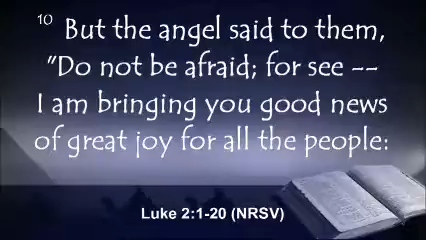 10 But the angel said to them,
"Do not be afraid; for see --
I am bringing you good news
of great joy for all the people:
Luke 2:1-20 (NRSV)